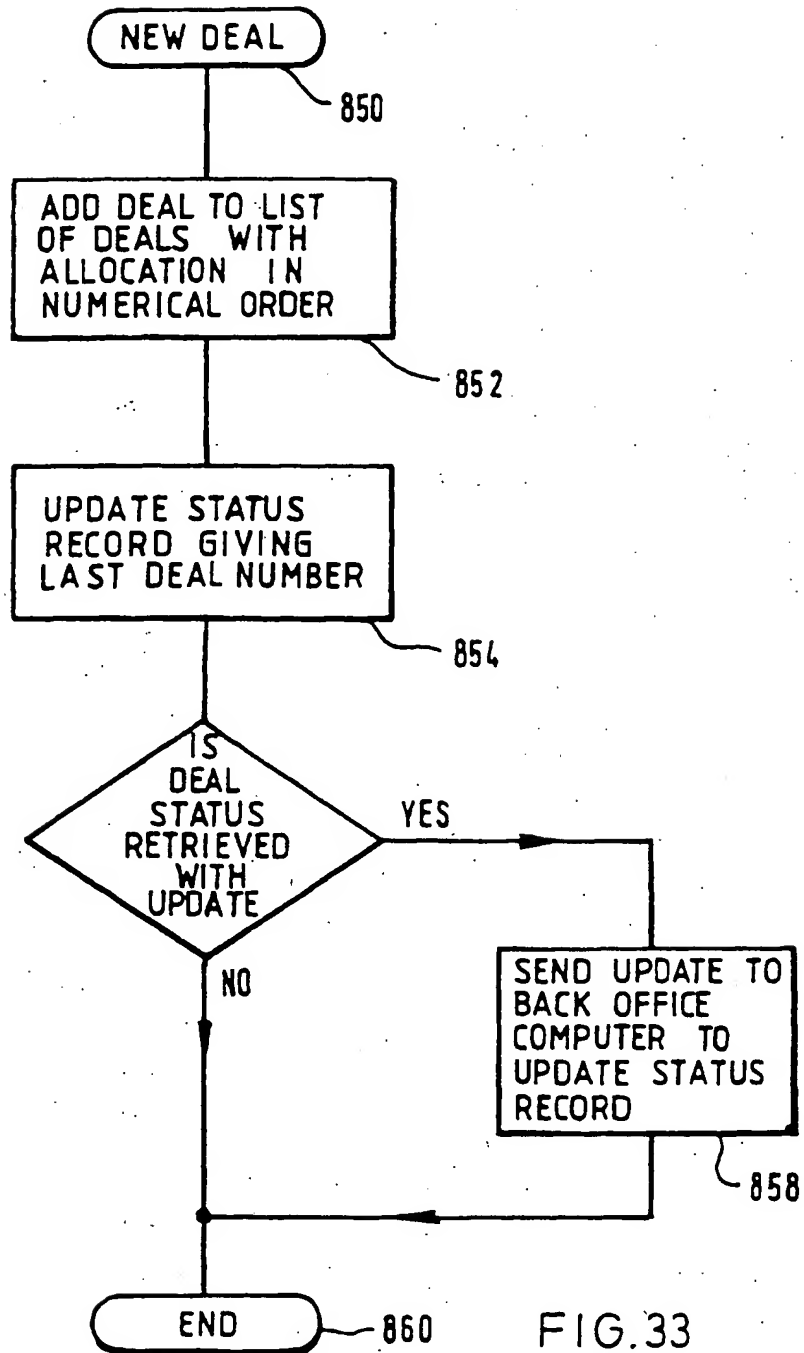 NEW DEAL
850
ADD DEAL TO LIST
OF DEALS WITH
ALLOCATION IN
NUMERICAL ORDER
852
UPDATE STATUS
RECORD GIVING
LAST DEAL NUMBER
854
IS
DEAL
STATUS
RETRIEVED
WITH
UPDATE
YES
NO
SEND UPDATE TO
BACK OFFICE
COMPUTER TO
UPDATE STATUS
RECORD
858
END
860
FIG.33